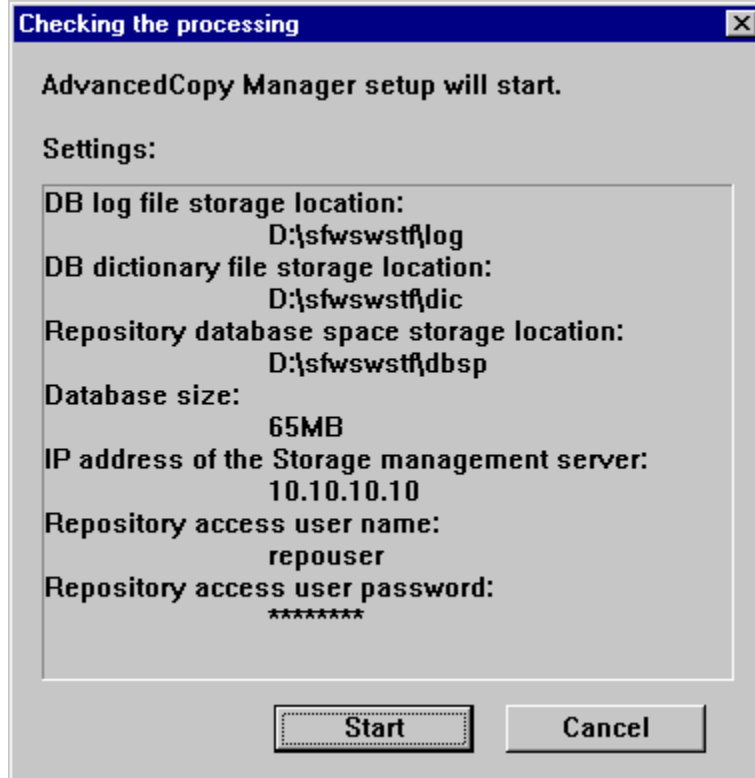 Checking the processing
AdvancedCopy Manager setup will start.
Settings:
DB log file storage location:
D:\sfwswstf\log
DB dictionary file storage location:
D:\sfwswstf\dic
Repository database space storage location:
D:\sfwswstf\dbsp
Database size:
65MB
IP address of the Storage management server:
10.10.10.10
Repository access user name:
repouser
Repository access user password:
********
Start
Cancel